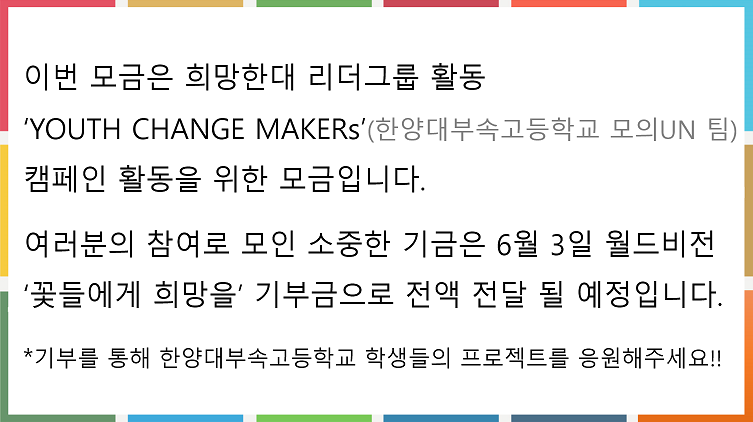 이번 모금은 희망한대 리더그룹 활동
‘YOUTH CHANGE MAKERs’(한양대부속고등학교 모의UN 팀)
캠페인 활동을 위한 모금입니다.
여러분의 참여로 모인 소중한 기금은 6월 3일 월드비전
‘꽃들에게 희망을’ 기부금으로 전액 전달 될 예정입니다.
*기부를 통해 한양대부속고등학교 학생들의 프로젝트를 응원해주세요!!